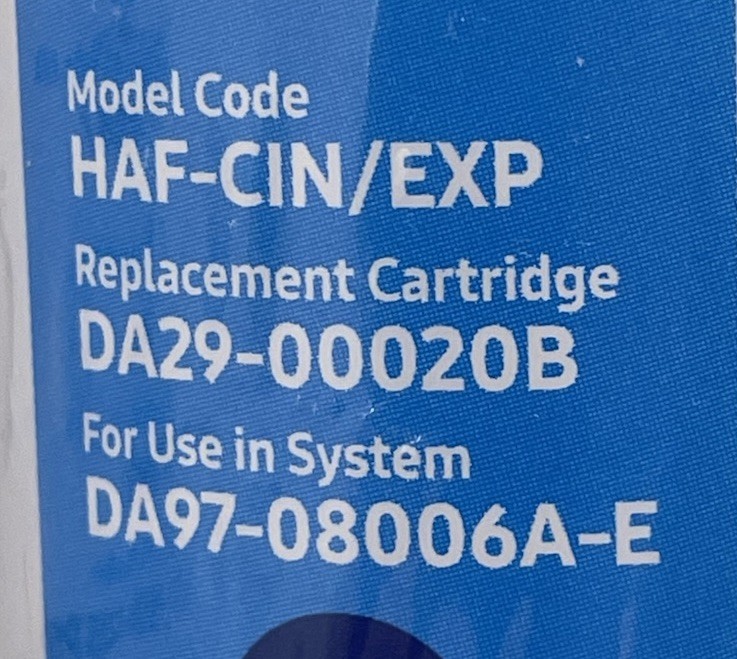 Model Code
HAF-CIN/EXP
Replacement Cartridge
DA29-00020B
For Use in System
DA97-08006A-E